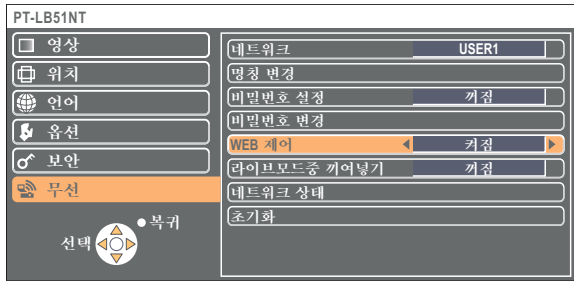 PT-LB51NT
영상
위치
언어
옵션
보안
무선
복귀
선택
네트워크 USER1
명칭 변경
비밀번호 설정 꺼짐
비밀번호 변경
WEB 제어 켜짐
라이브모드중 끼여넣기 꺼짐
네트워크 상태
초기화